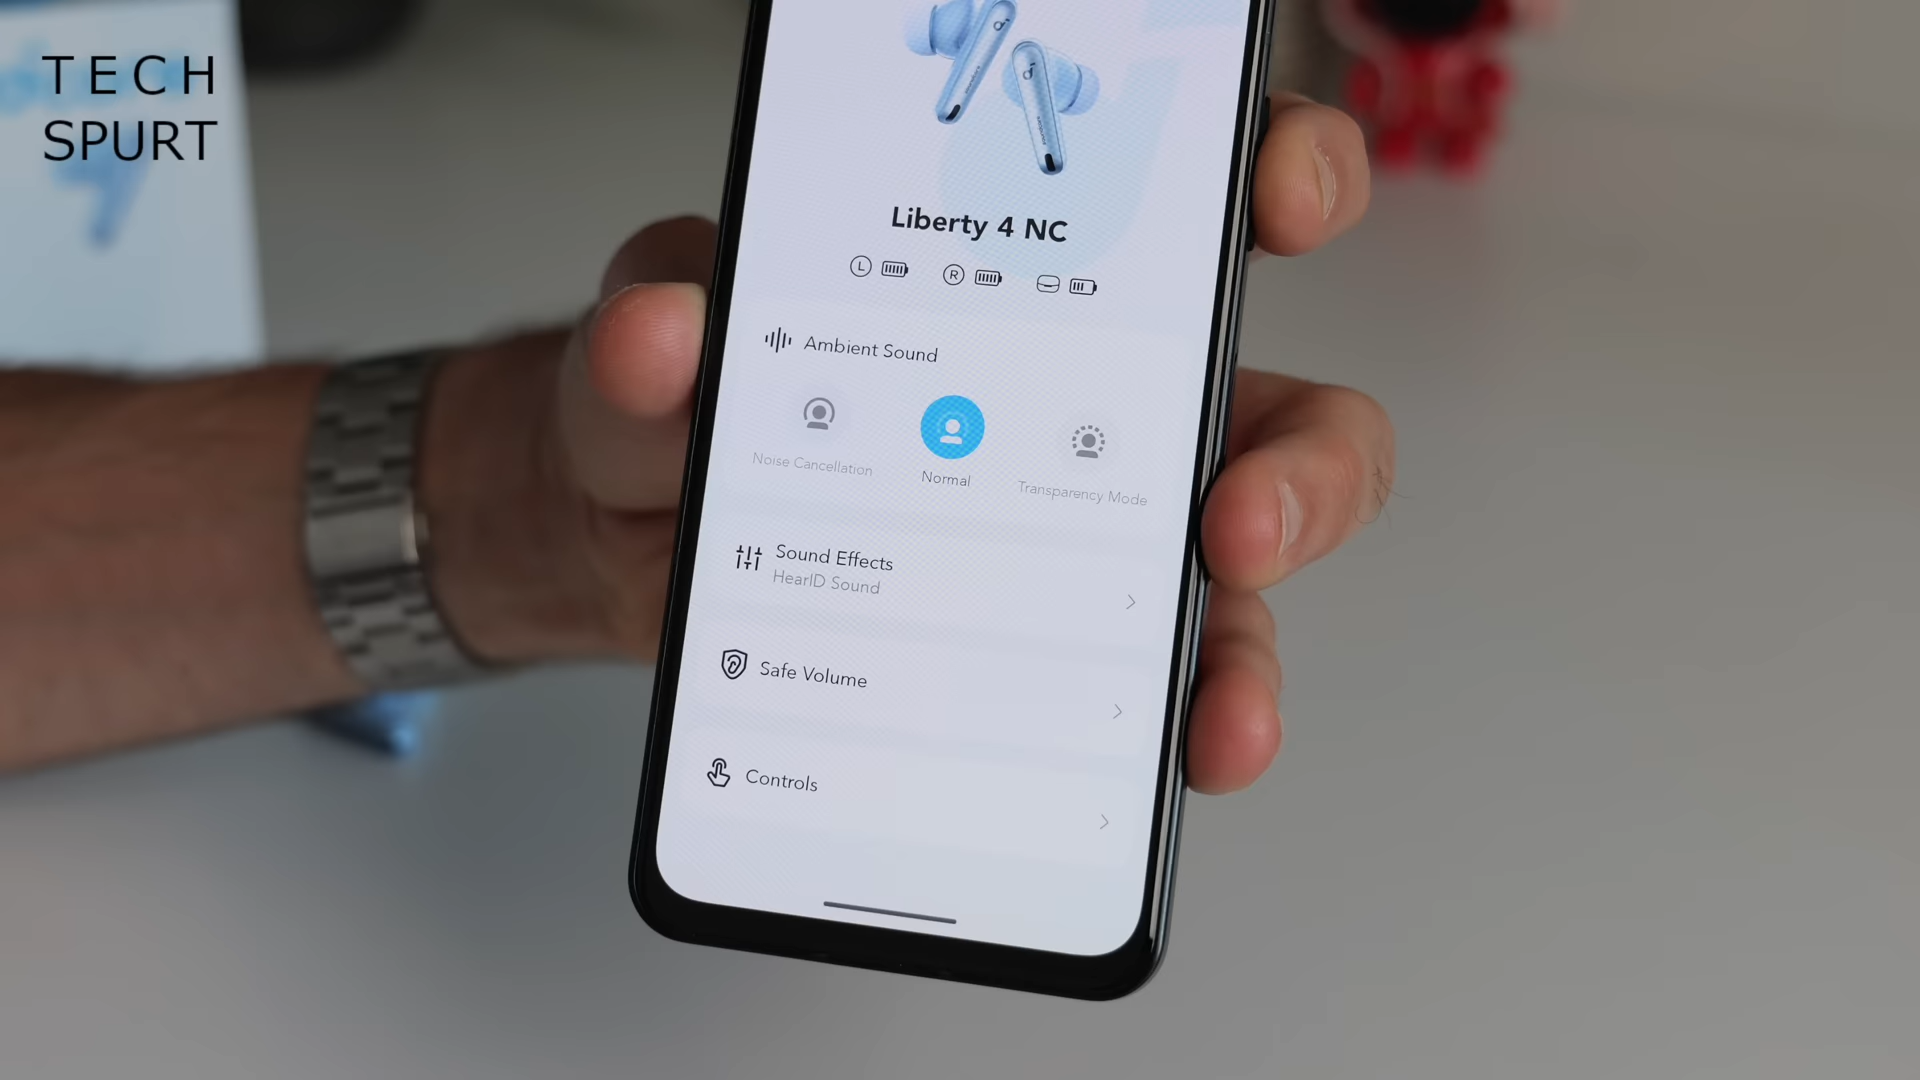 TECH
SPURT
Liberty 4 NC
L
R
Ambient Sound
Noise Cancellation
Normal
Transparency Mode
Sound Effects
HearID Sound
Safe Volume
Controls